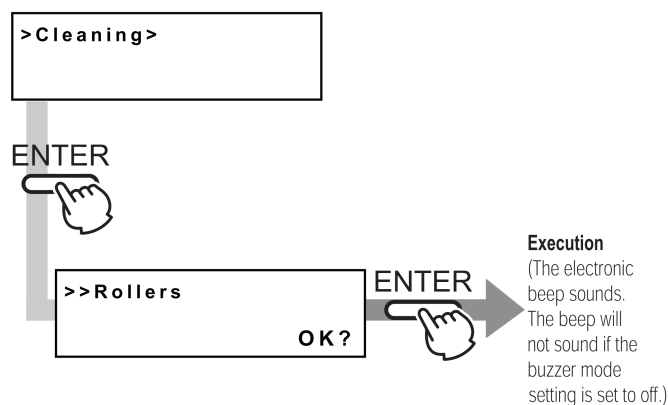 >Cleaning>
ENTER
>>Rollers
OK?
ENTER
Execution
(The electronic
beep sounds.
The beep will
not sound if the
buzzer mode
setting is set to off.)